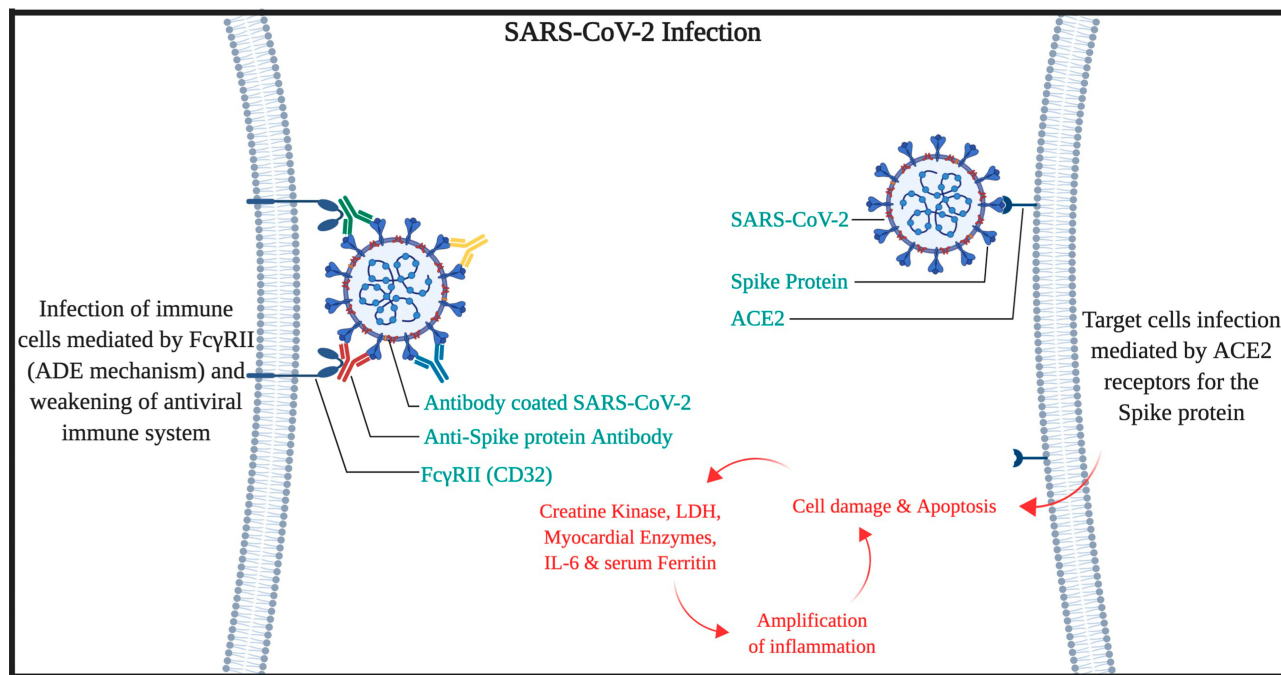 SARS-CoV-2 Infection
Infection of immune
cells mediated by FcγRII
(ADE mechanism) and
weakening of antiviral
immune system
Antibody coated SARS-CoV-2
Anti-Spike protein Antibody
FcγRII (CD32)
SARS-CoV-2
Spike Protein
ACE2
Target cells infection
mediated by ACE2
receptors for the
Spike protein
Cell damage & Apoptosis
Creatine Kinase, LDH,
Myocardial Enzymes,
IL-6 & serum Ferritin
Amplification
of inflammation